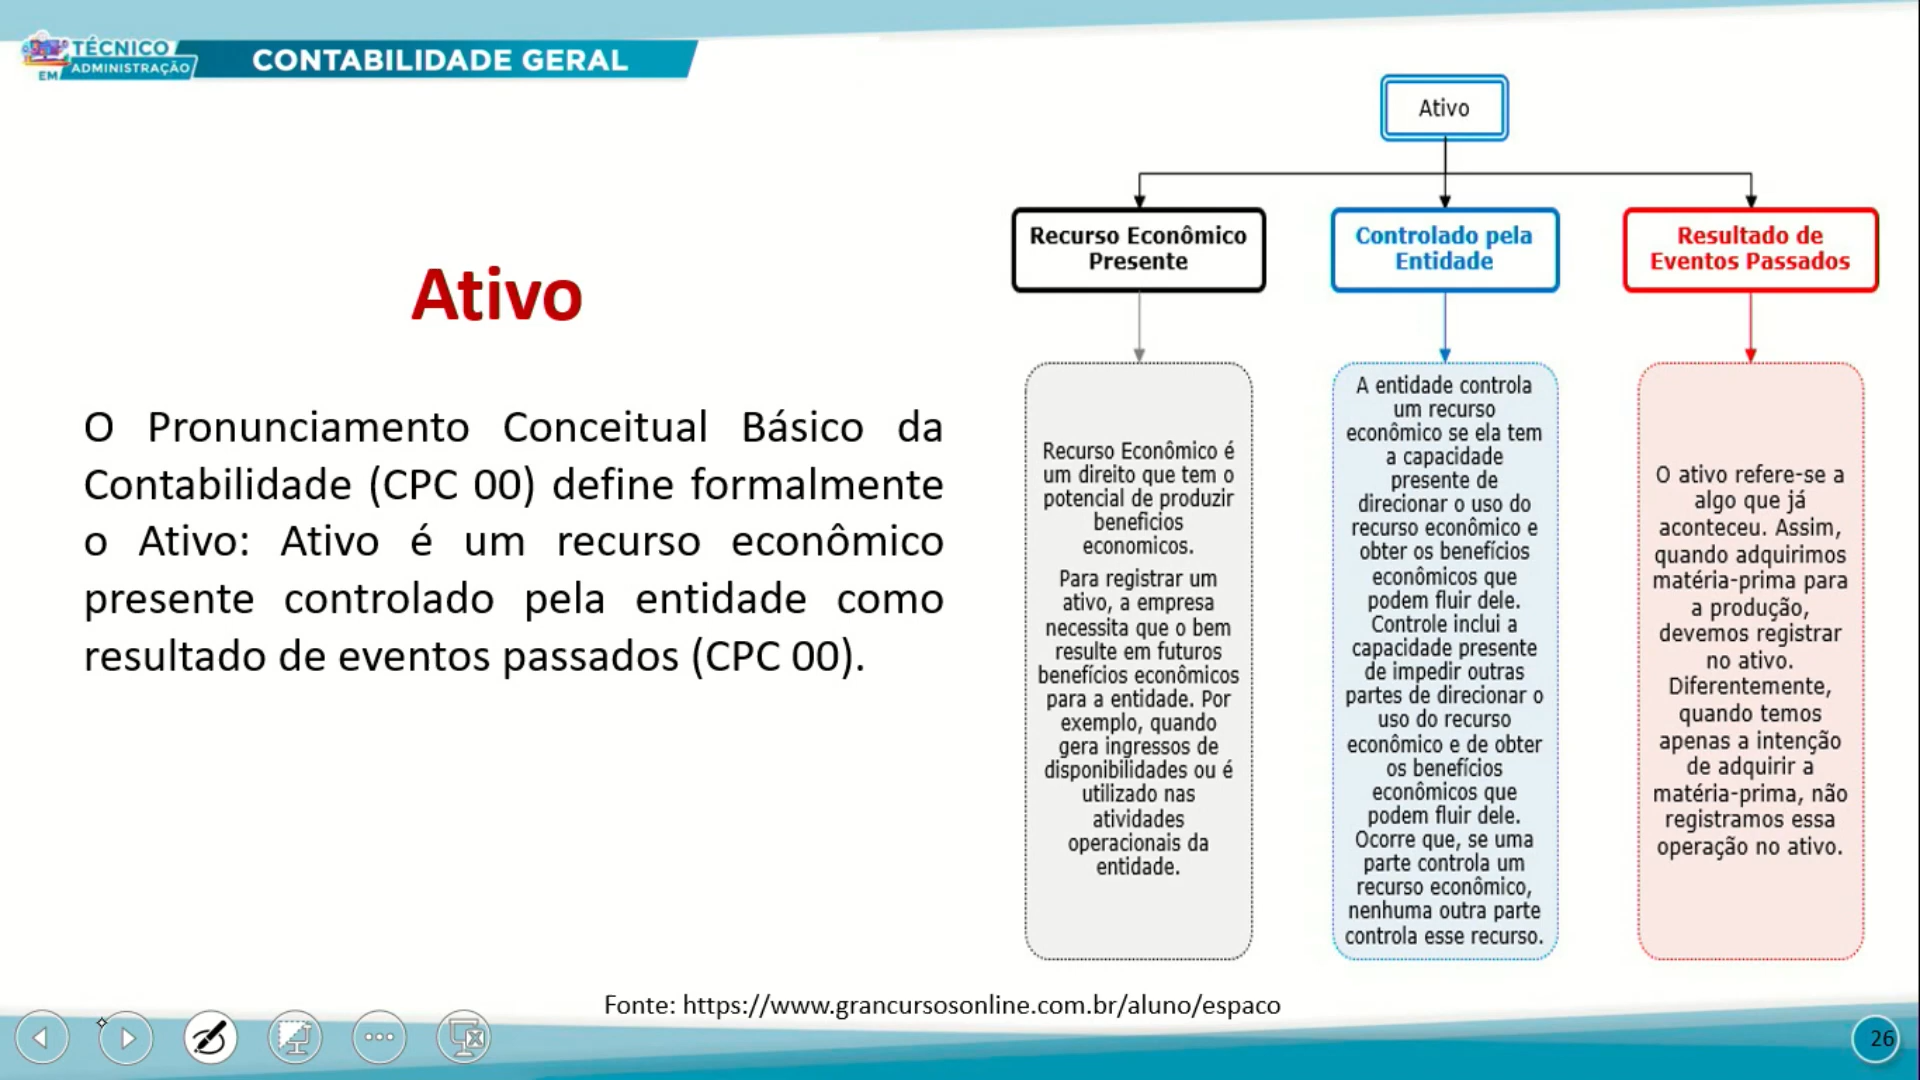 TÉCNICO
EM ADMINISTRAÇÃO
CONTABILIDADE GERAL
Ativo
O Pronunciamento Conceitual Básico da
Contabilidade (CPC 00) define formalmente
o Ativo: Ativo é um recurso econômico
presente controlado pela entidade como
resultado de eventos passados (CPC 00).
Ativo
Recurso Econômico
Presente
Recurso Econômico é
um direito que tem o
potencial de produzir
beneficios
economicos.
Para registrar um
ativo, a empresa
necessita que o bem
resulte em futuros
benefícios econômicos
para a entidade. Por
exemplo, quando
gera ingressos de
disponibilidades ou é
utilizado nas
atividades
operacionais da
entidade.
Controlado pela
Entidade
A entidade controla
um recurso
econômico se ela tem
a capacidade
presente de
direcionar o uso do
recurso econômico e
obter os benefícios
econômicos que
podem fluir dele.
Controle inclui a
capacidade presente
de impedir outras
partes de direcionar o
uso do recurso
econômico e de obter
os benefícios
econômicos que
podem fluir dele.
Ocorre que, se uma
parte controla um
recurso econômico,
nenhuma outra parte
controla esse recurso.
Resultado de
Eventos Passados
O ativo refere-se a
algo que já
aconteceu. Assim,
quando adquirimos
matéria-prima para
a produção,
devemos registrar
no ativo.
Diferentemente,
quando temos
apenas a intenção
de adquirir a
matéria-prima, não
registramos essa
operação no ativo.
Fonte: https://www.grancursosonline.com.br/aluno/espaco
26